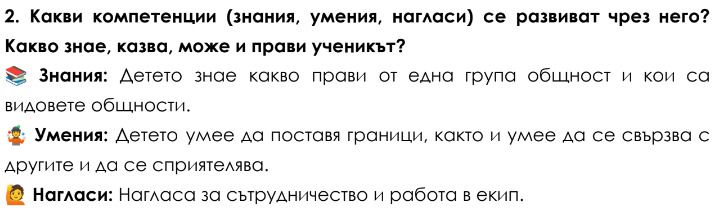 2. Какви компетенции (знания, умения, нагласи) се развиват чрез него?
Какво знае, казва, може и прави ученикът?
📚 Знания: Детето знае какво прави от една група общност и кои са
видовете общности.
🤹 Умения: Детето умее да поставя граници, както и умее да се свързва с
другите и да се сприятелява.
🙋 Нагласи: Нагласа за сътрудничество и работа в екип.